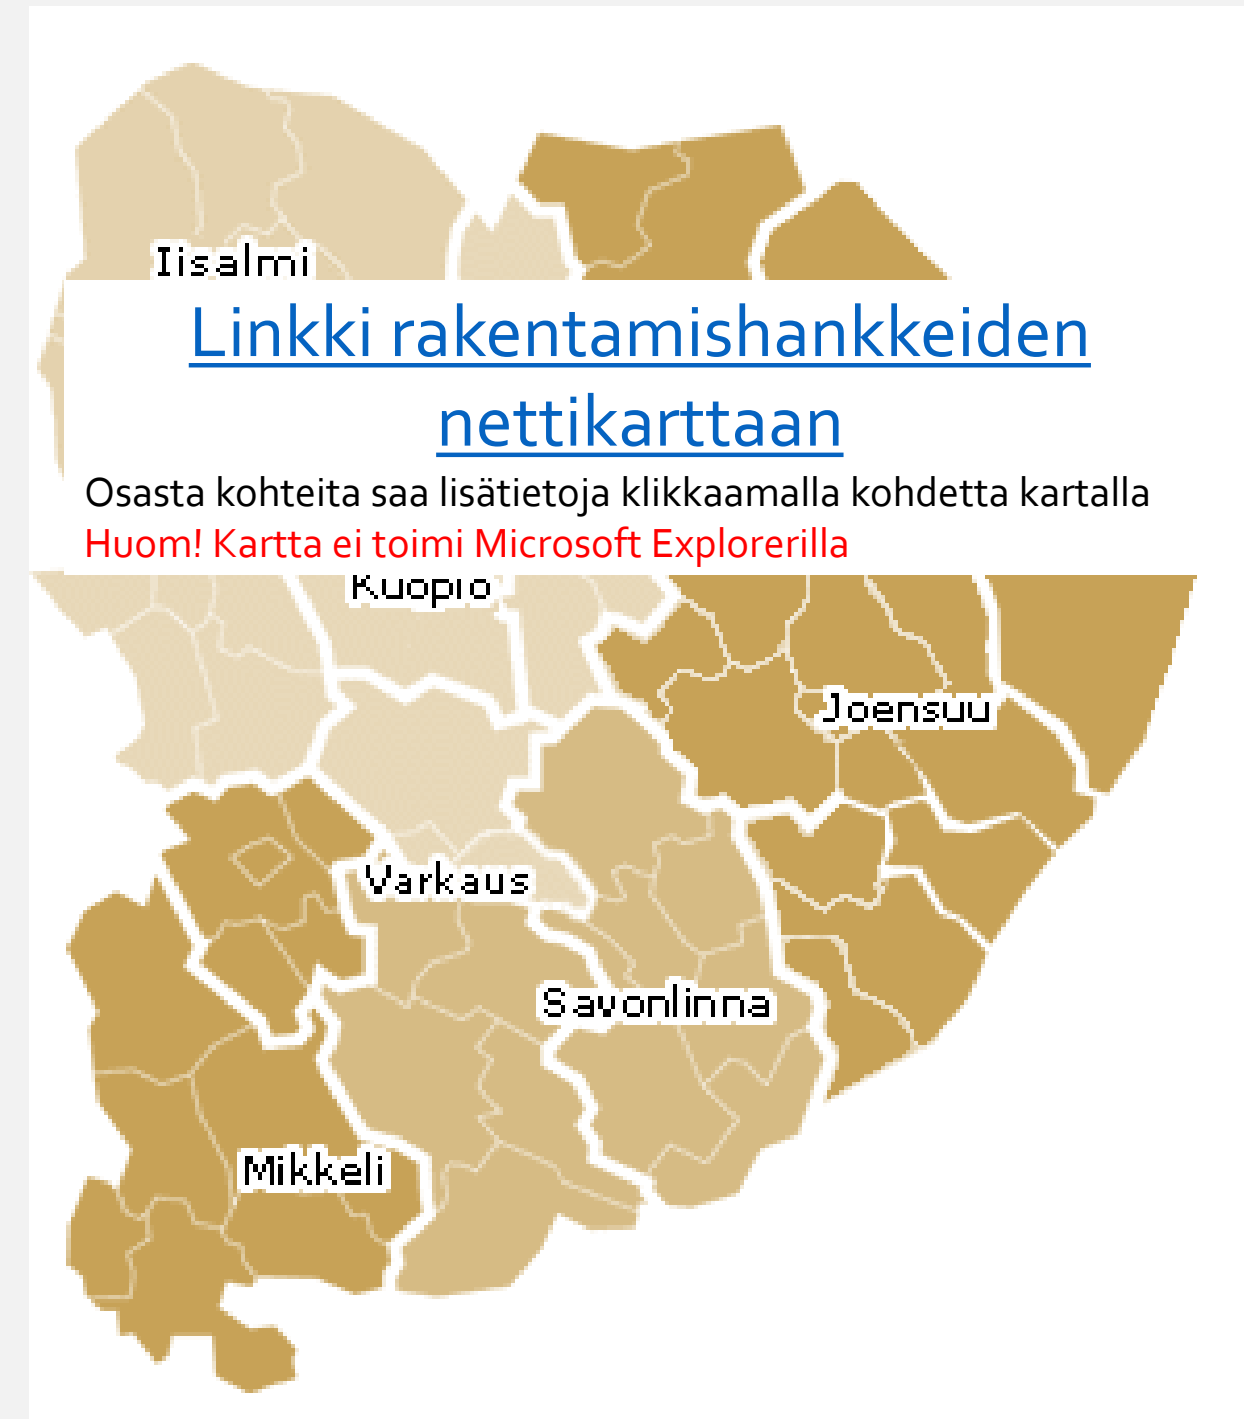 Iisalmi
Linkki rakentamishankkeiden
nettikarttaan
Osasta kohteita saa lisätietoja klikkaamalla kohdetta kartalla
Huom! Kartta ei toimi Microsoft Explorerilla
Kuopio
Joensuu
Varkaus
Savonlinna
Mikkeli